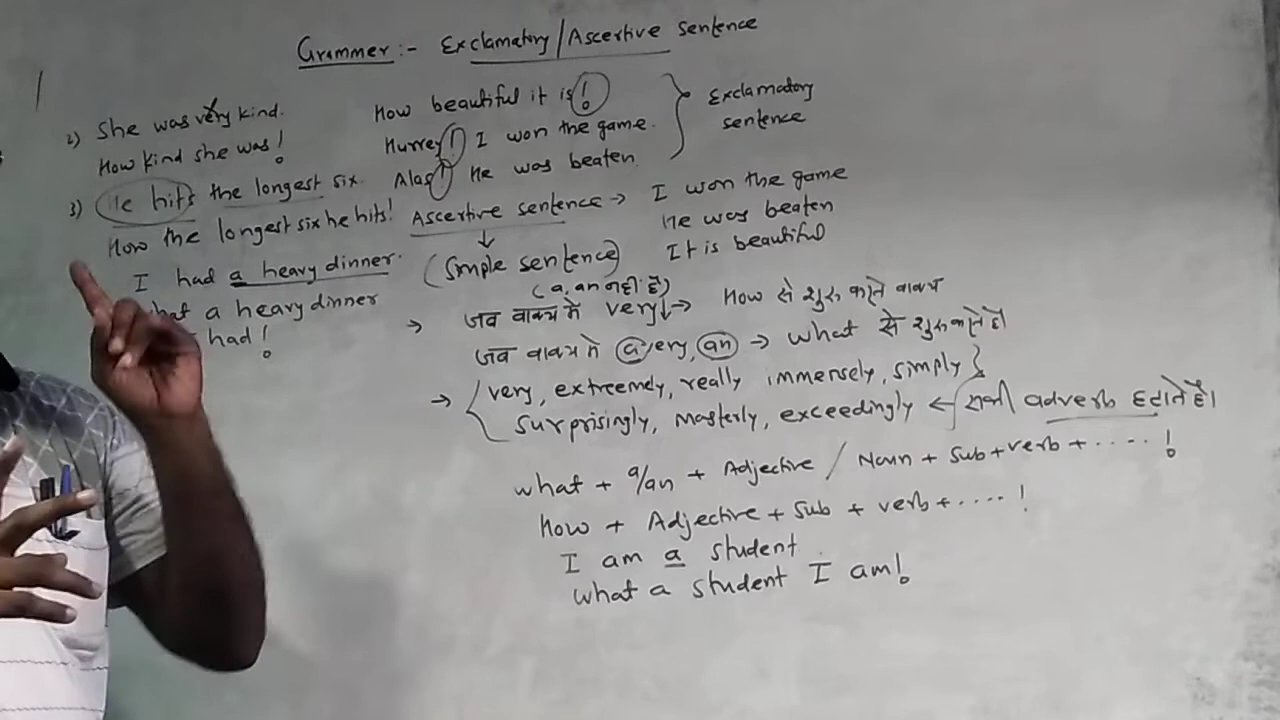 Grammer :- Exclamatory / Ascertive sentence
2) She was very kind.
How kind she was!
3) He hits the longest six.
How the longest six he hits!
I had a heavy dinner.
What a heavy dinner
had!
How beautiful it is!
Hurrey! I won the game.
Alas! He was beaten.
Exclamatory
sentence
Ascertive sentence → I won the game
He was beaten
It is beautiful
(Smple sentence)
(a, an नहीं है)
→ जब वाक्य में very → How से शुरू करते वाक्य
जब वाक्य में a very, an → what से शुरू करते हैं
→ very, extreemely, really immensely, simply
Surprisingly, Masterly, exceedingly ← सभी adverb हटाते हैं।
what + a/an + Adjective / Noun + Sub + verb + ..... !
How + Adjective + Sub + verb + ..... !
I am a student
What a student I am!